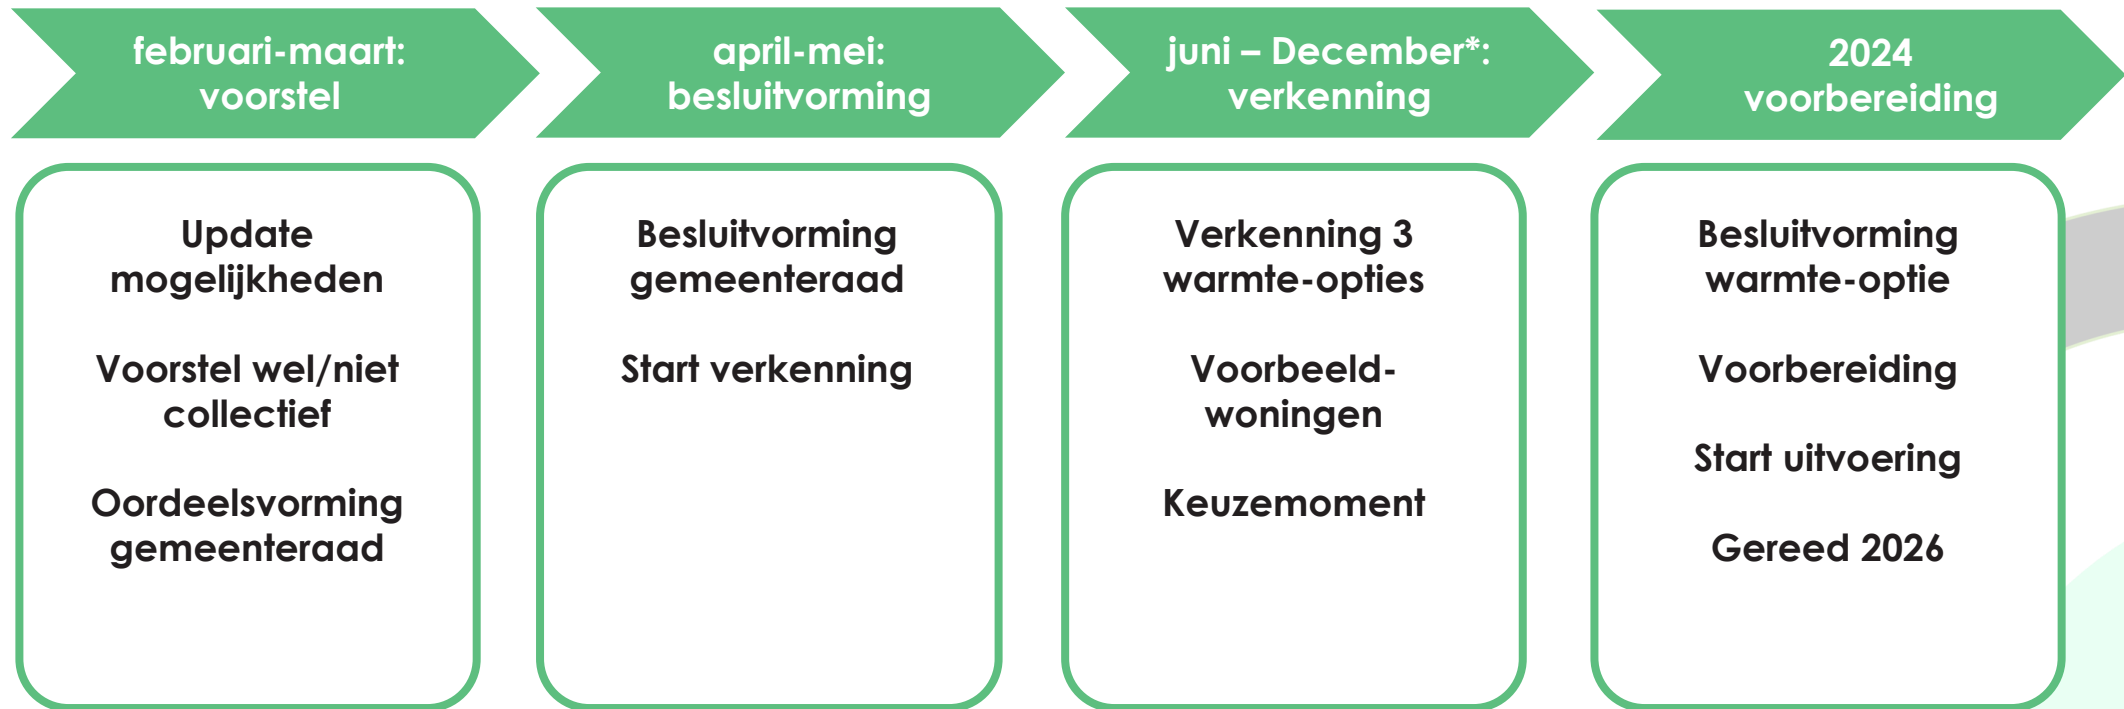 februari-maart:
voorstel
Update
mogelijkheden
Voorstel wel/niet
collectief
Oordeelsvorming
gemeenteraad
april-mei:
besluitvorming
Besluitvorming
gemeenteraad
Start verkenning
juni – December*:
verkenning
Verkenning 3
warmte-opties
Voorbeeld-
woningen
Keuzemoment
2024
voorbereiding
Besluitvorming
warmte-optie
Voorbereiding
Start uitvoering
Gereed 2026